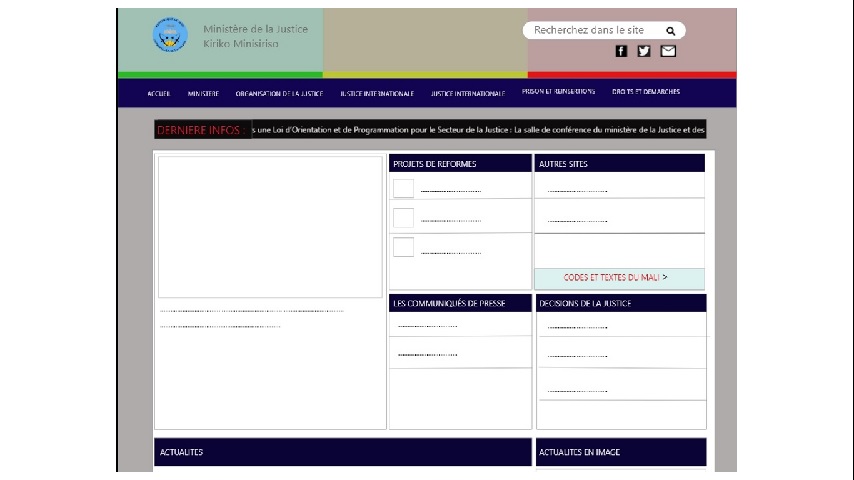 Ministère de la Justice
Kiriko Minisiriso
Recherchez dans le site
ACCUEIL MINISTERE ORGANISATION DE LA JUSTICE JUSTICE INTERNATIONALE JUSTICE INTERNATIONALE PRISON ET REINSERTIONS DROITS ET DEMARCHES
DERNIERE INFOS : s une Loi d'Orientation et de Programmation pour le Secteur de la Justice : La salle de conférence du ministère de la Justice et des
PROJETS DE REFORMES
AUTRES SITES
CODES ET TEXTES DU MALI >
LES COMMUNIQUÉS DE PRESSE
DECISIONS DE LA JUSTICE
ACTUALITES
ACTUALITES EN IMAGE